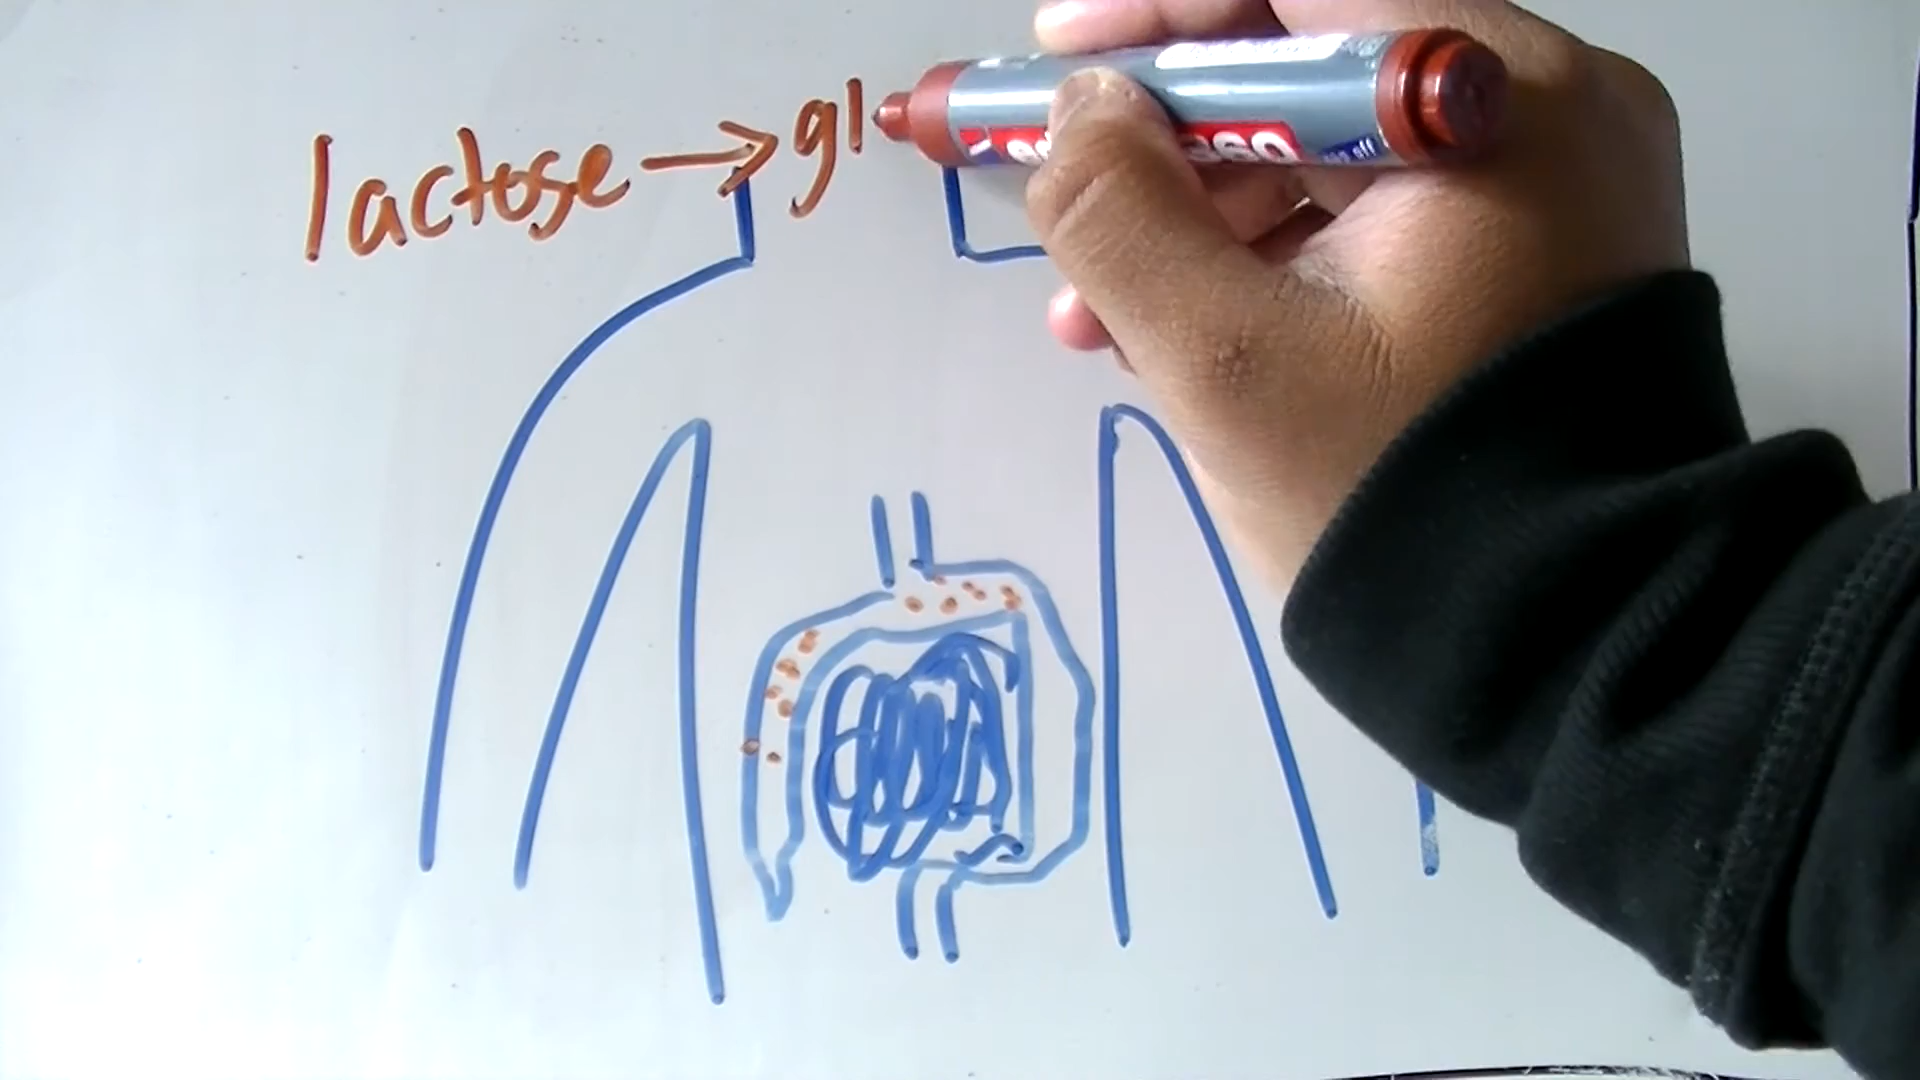 lactose → gl